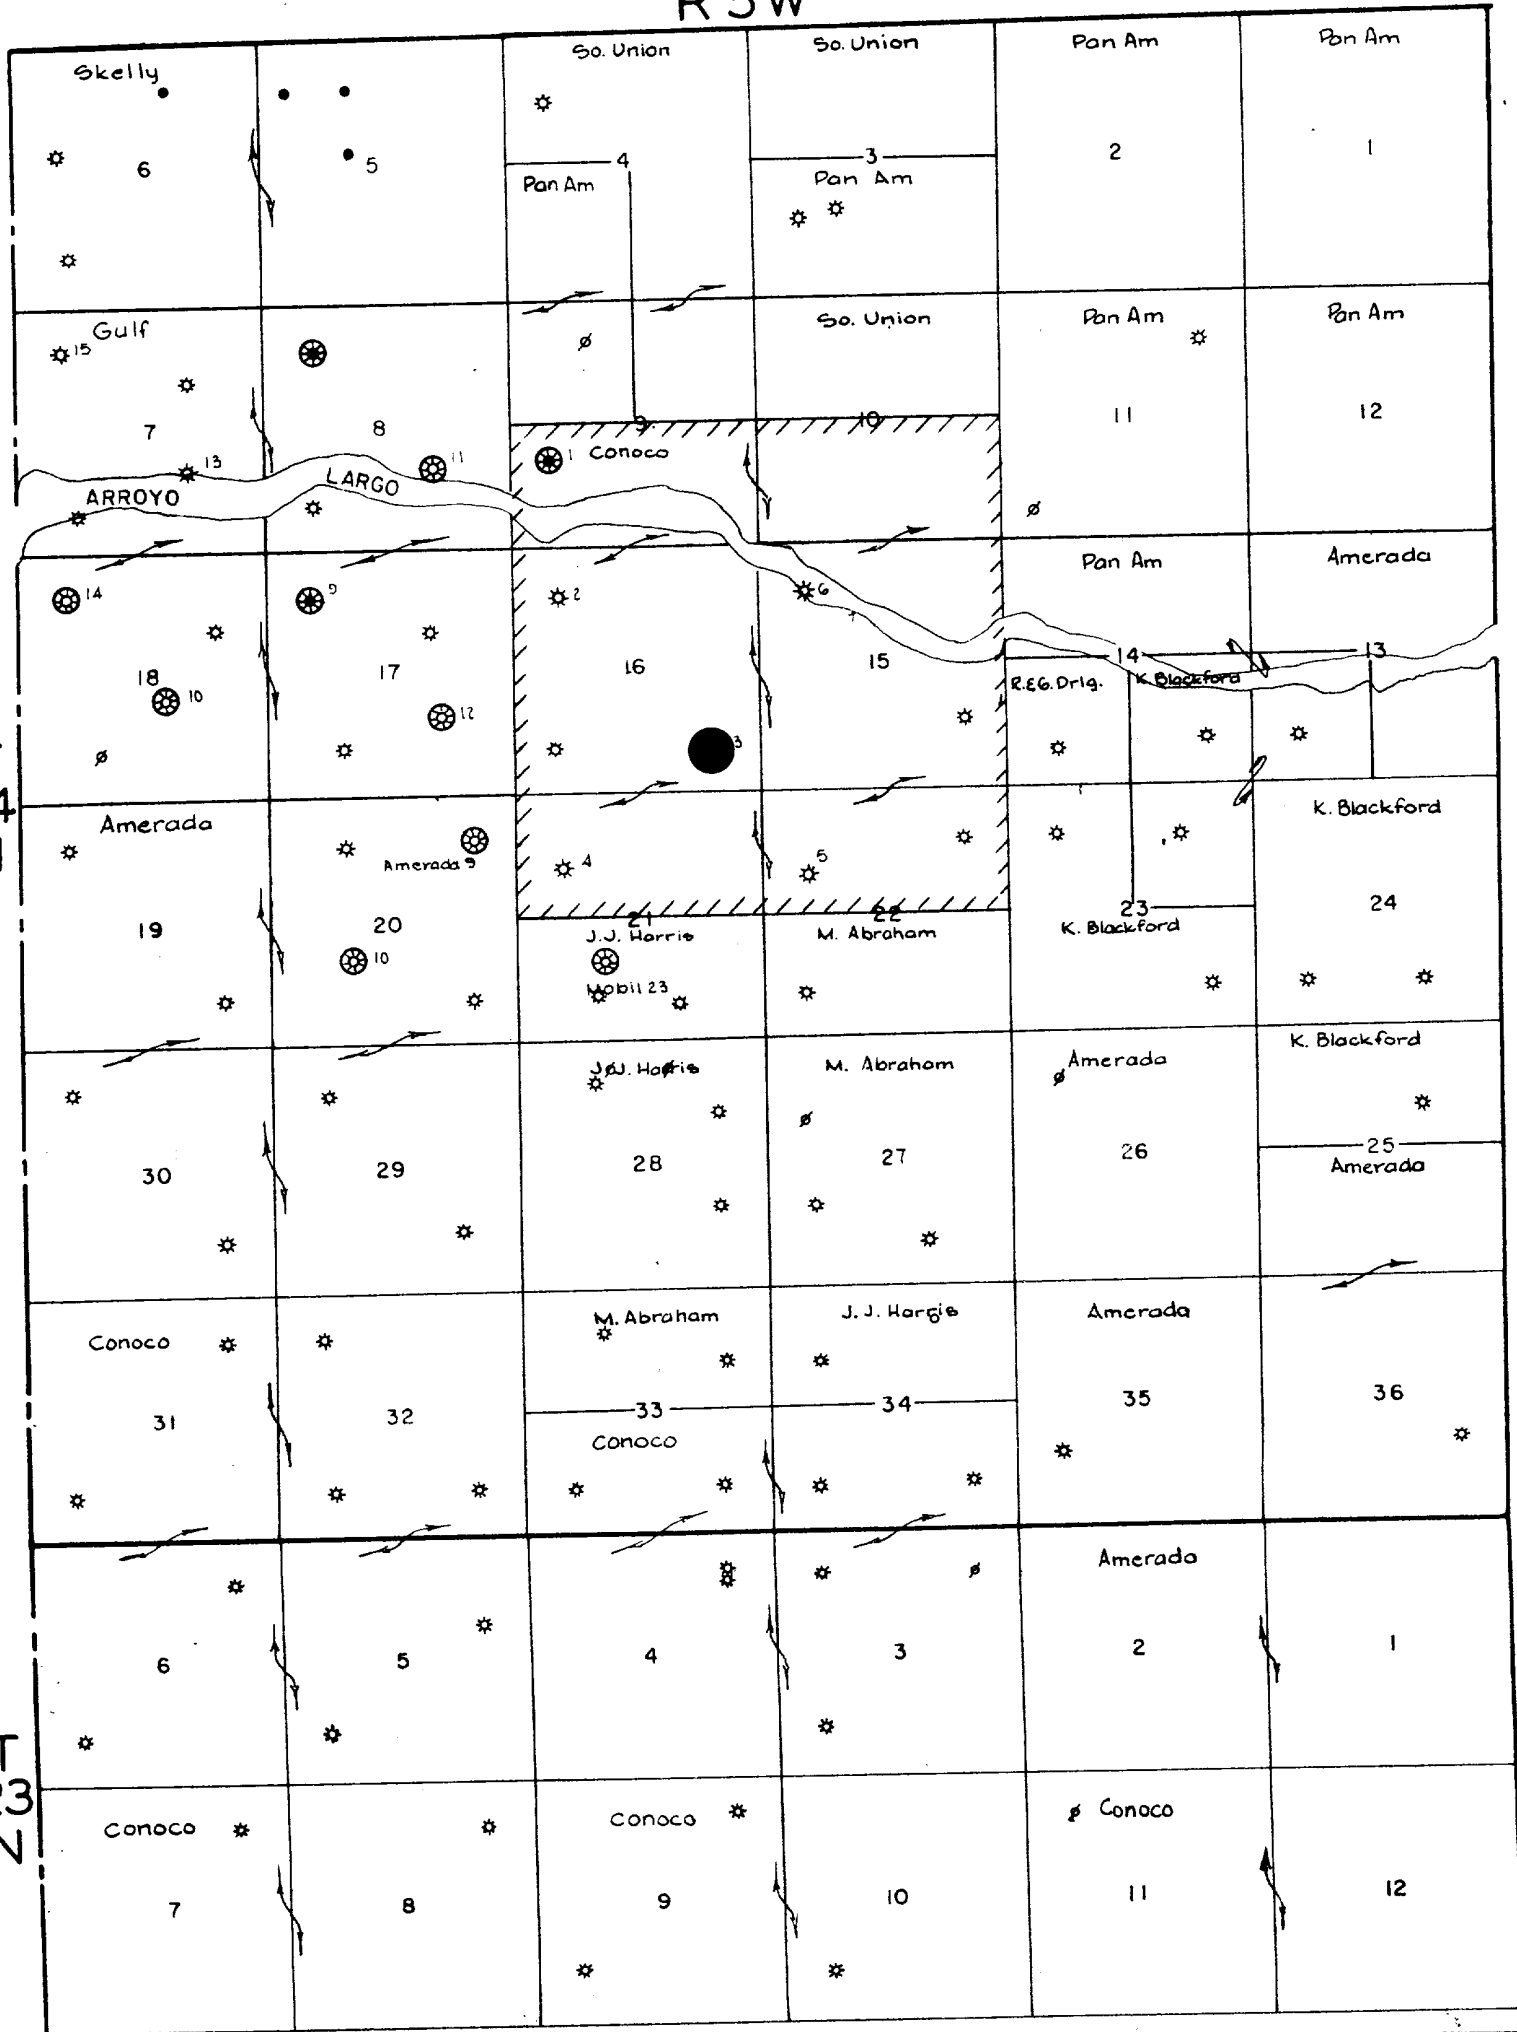 R 5 W
Skelly
So. Union
So. Union
Pan Am
Pan Am
6
5
4
3
2
1
Pan Am
Pan Am
Gulf
15
So. Union
Pan Am
Pan Am
7
8
9
10
11
12
13
11
1 Conoco
ARROYO LARGO
Pan Am
Amerada
14
9
2
6
18
17
16
15
14
13
10
12
3
R.E.G. Drlg.
K. Blackford
Amerada
Amerada 9
4
5
K. Blackford
19
20
21
22
23
24
10
J.J. Harris
M. Abraham
K. Blackford
Mobil 23
J.J. Harris
M. Abraham
Amerada
K. Blackford
30
29
28
27
26
25
Amerada
Conoco
M. Abraham
J. J. Harris
Amerada
31
32
33
34
35
36
Conoco
Amerada
6
5
4
3
2
1
T
23
N
Conoco
Conoco
Conoco
7
8
9
10
11
12